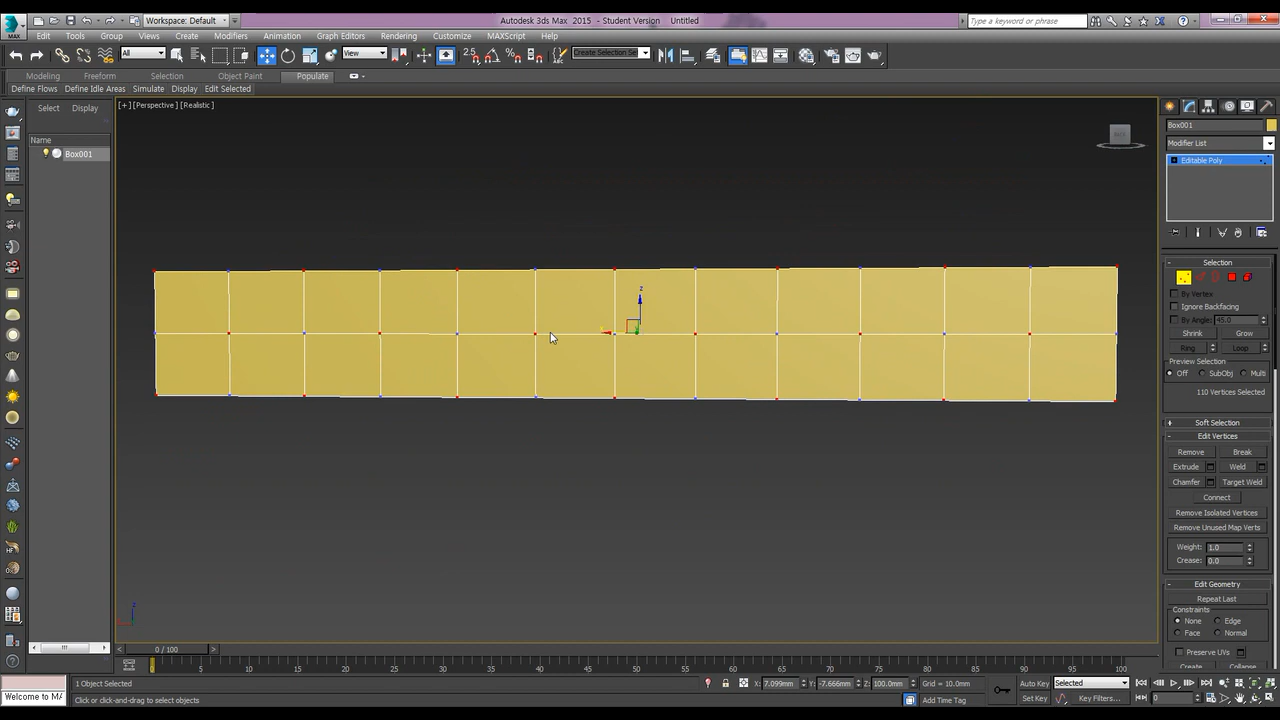 Workspace: Default
Autodesk 3ds Max 2015 - Student Version Untitled
Type a keyword or phrase
MAX
Edit Tools Group Views Create Modifiers Animation Graph Editors Rendering Customize MAXScript Help
All
View
Create Selection Se
Modeling Freeform Selection Object Paint Populate
Define Flows Define Idle Areas Simulate Display Edit Selected
Select Display
[+] [Perspective] [Realistic]
Name
Box001
Box001
Modifier List
Editable Poly
Selection
By Vertex
Ignore Backfacing
By Angle: 45.0
Shrink Grow
Ring Loop
Preview Selection
Off SubObj Multi
110 Vertices Selected
Soft Selection
Edit Vertices
Remove Break
Extrude Weld
Chamfer Target Weld
Connect
Remove Isolated Vertices
Remove Unused Map Verts
Weight: 1.0
Crease: 0.0
Edit Geometry
Repeat Last
Constraints
None Edge
Face Normal
Preserve UVs
Create Collapse
z
z
0 / 100
0 5 10 15 20 25 30 35 40 45 50 55 60 65 70 75 80 85 90 95 100
Welcome to MA
1 Object Selected
Click or click-and-drag to select objects
X: 7.099mm Y: -7.666mm Z: 100.0mm Grid = 10.0mm
Add Time Tag
Auto Key Selected
Set Key Key Filters...
0